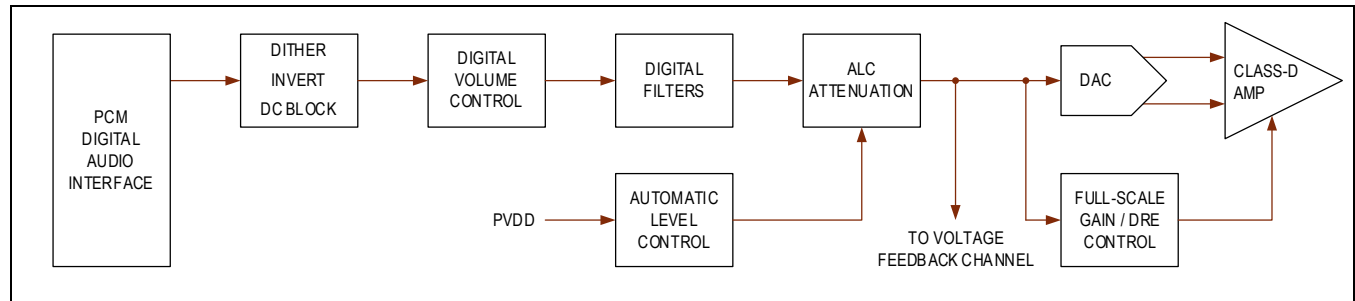 PCM
DIGITAL
AUDIO
INTERFACE
DITHER
INVERT
DC BLOCK
DIGITAL
VOLUME
CONTROL
DIGITAL
FILTERS
ALC
ATTENUATION
DAC
CLASS-D
AMP
PVDD
AUTOMATIC
LEVEL
CONTROL
TO VOLTAGE
FEEDBACK CHANNEL
FULL-SCALE
GAIN / DRE
CONTROL